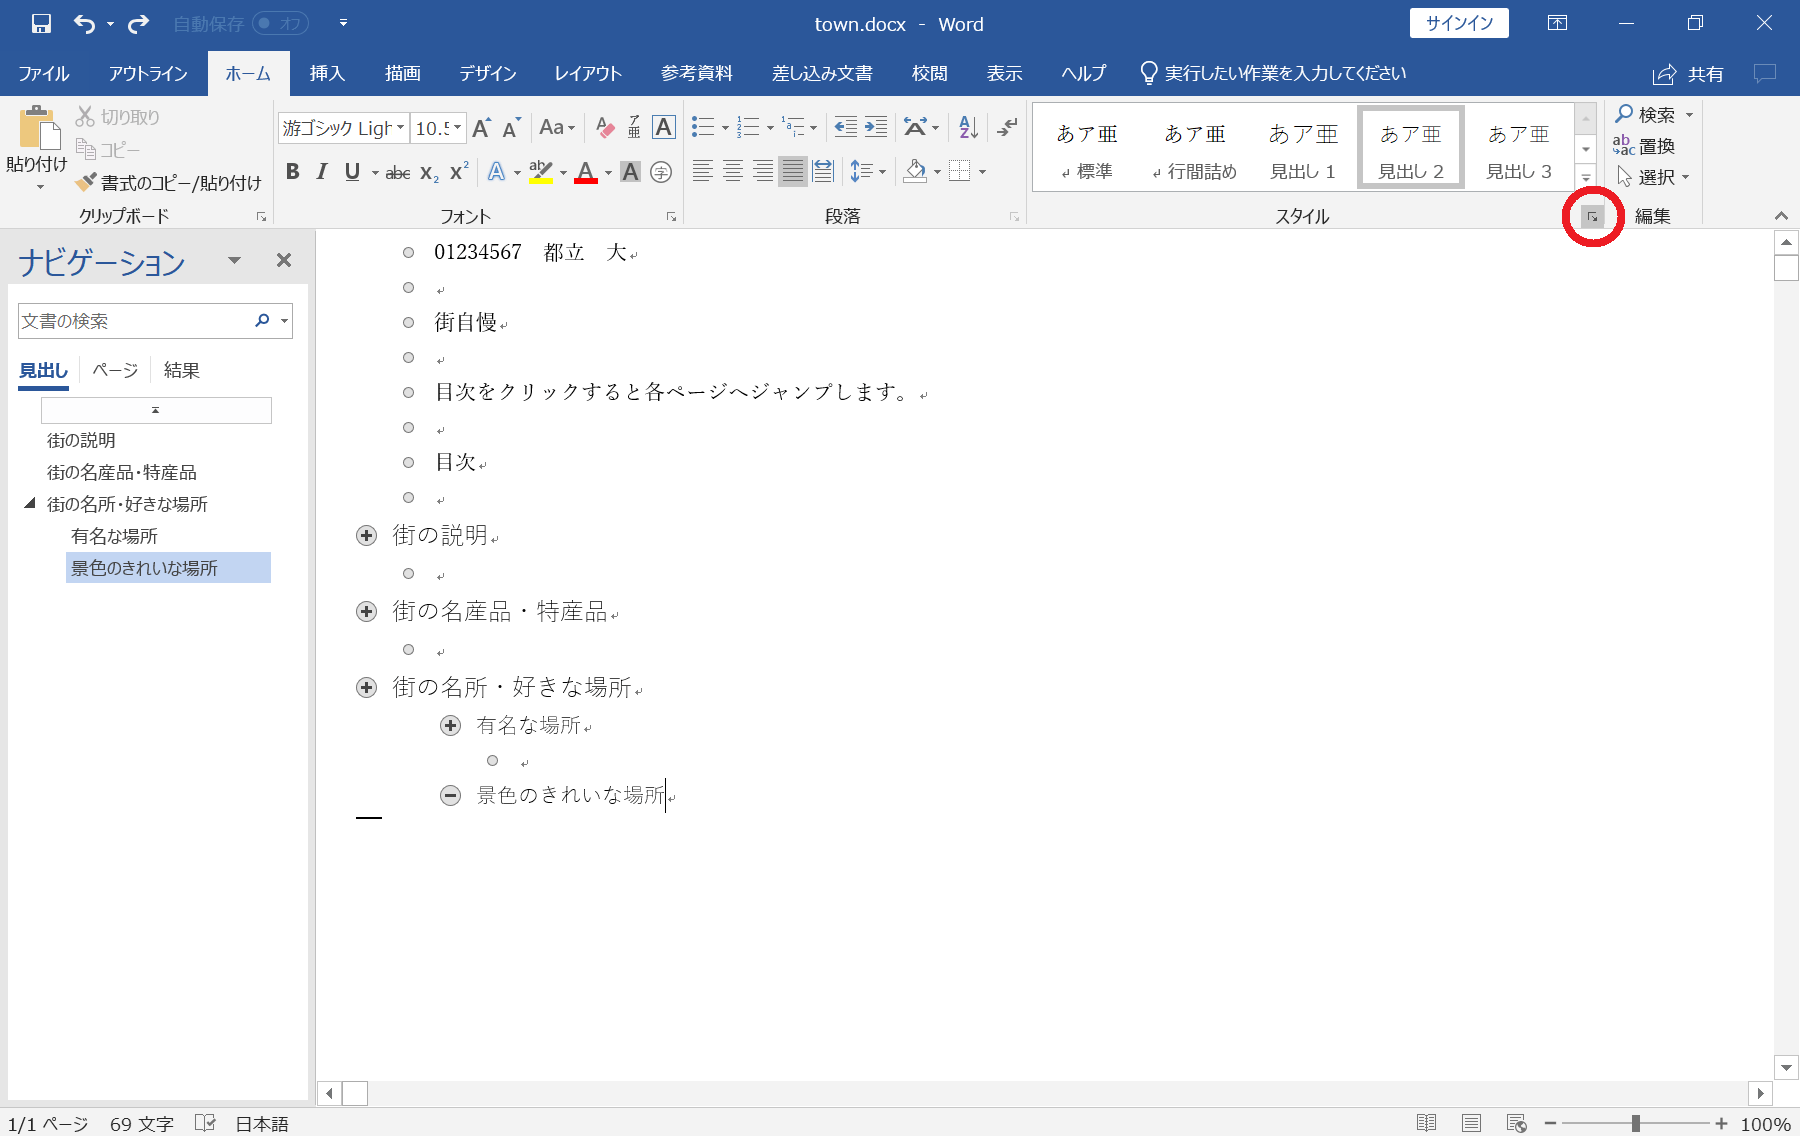 自動保存 オフ
town.docx - Word
サインイン
ファイル アウトライン ホーム 挿入 描画 デザイン レイアウト 参考資料 差し込み文書 校閲 表示 ヘルプ 実行したい作業を入力してください 共有
貼り付け
切り取り
コピー
書式のコピー/貼り付け
クリップボード
游ゴシック Ligh 10.5
Aa
ア亜 A
B I U abc X₂ X²
A aby A A 字
フォント
段落
あア亜 あア亜 あア亜 あア亜 あア亜
標準 行間詰め 見出し 1 見出し 2 見出し 3
スタイル
検索
置換
選択
編集
ナビゲーション
文書の検索
見出し ページ 結果
街の説明
街の名産品・特産品
街の名所・好きな場所
有名な場所
景色のきれいな場所
01234567 都立 大
街自慢
目次をクリックすると各ページへジャンプします。
目次
街の説明
街の名産品・特産品
街の名所・好きな場所
有名な場所
景色のきれいな場所
1/1 ページ 69 文字 日本語 100%